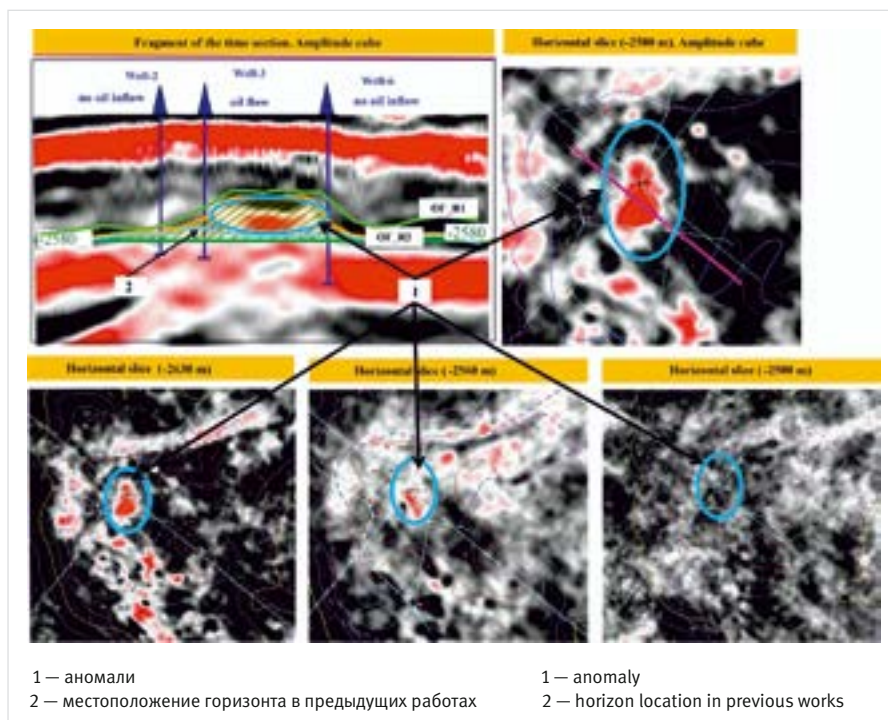 Fragment of the time section. Amplitude cube
Horizontal slice (-2580 m). Amplitude cube
Well-2
no oil inflow
Well-3
oil flow
Well-6
no oil inflow
-2580
-2580
2
1
Horizontal slice (-2630 m)
Horizontal slice (-2560 m)
Horizontal slice (-2500 m)
1 — аномали
2 — местоположение горизонта в предыдущих работах
1 — anomaly
2 — horizon location in previous works